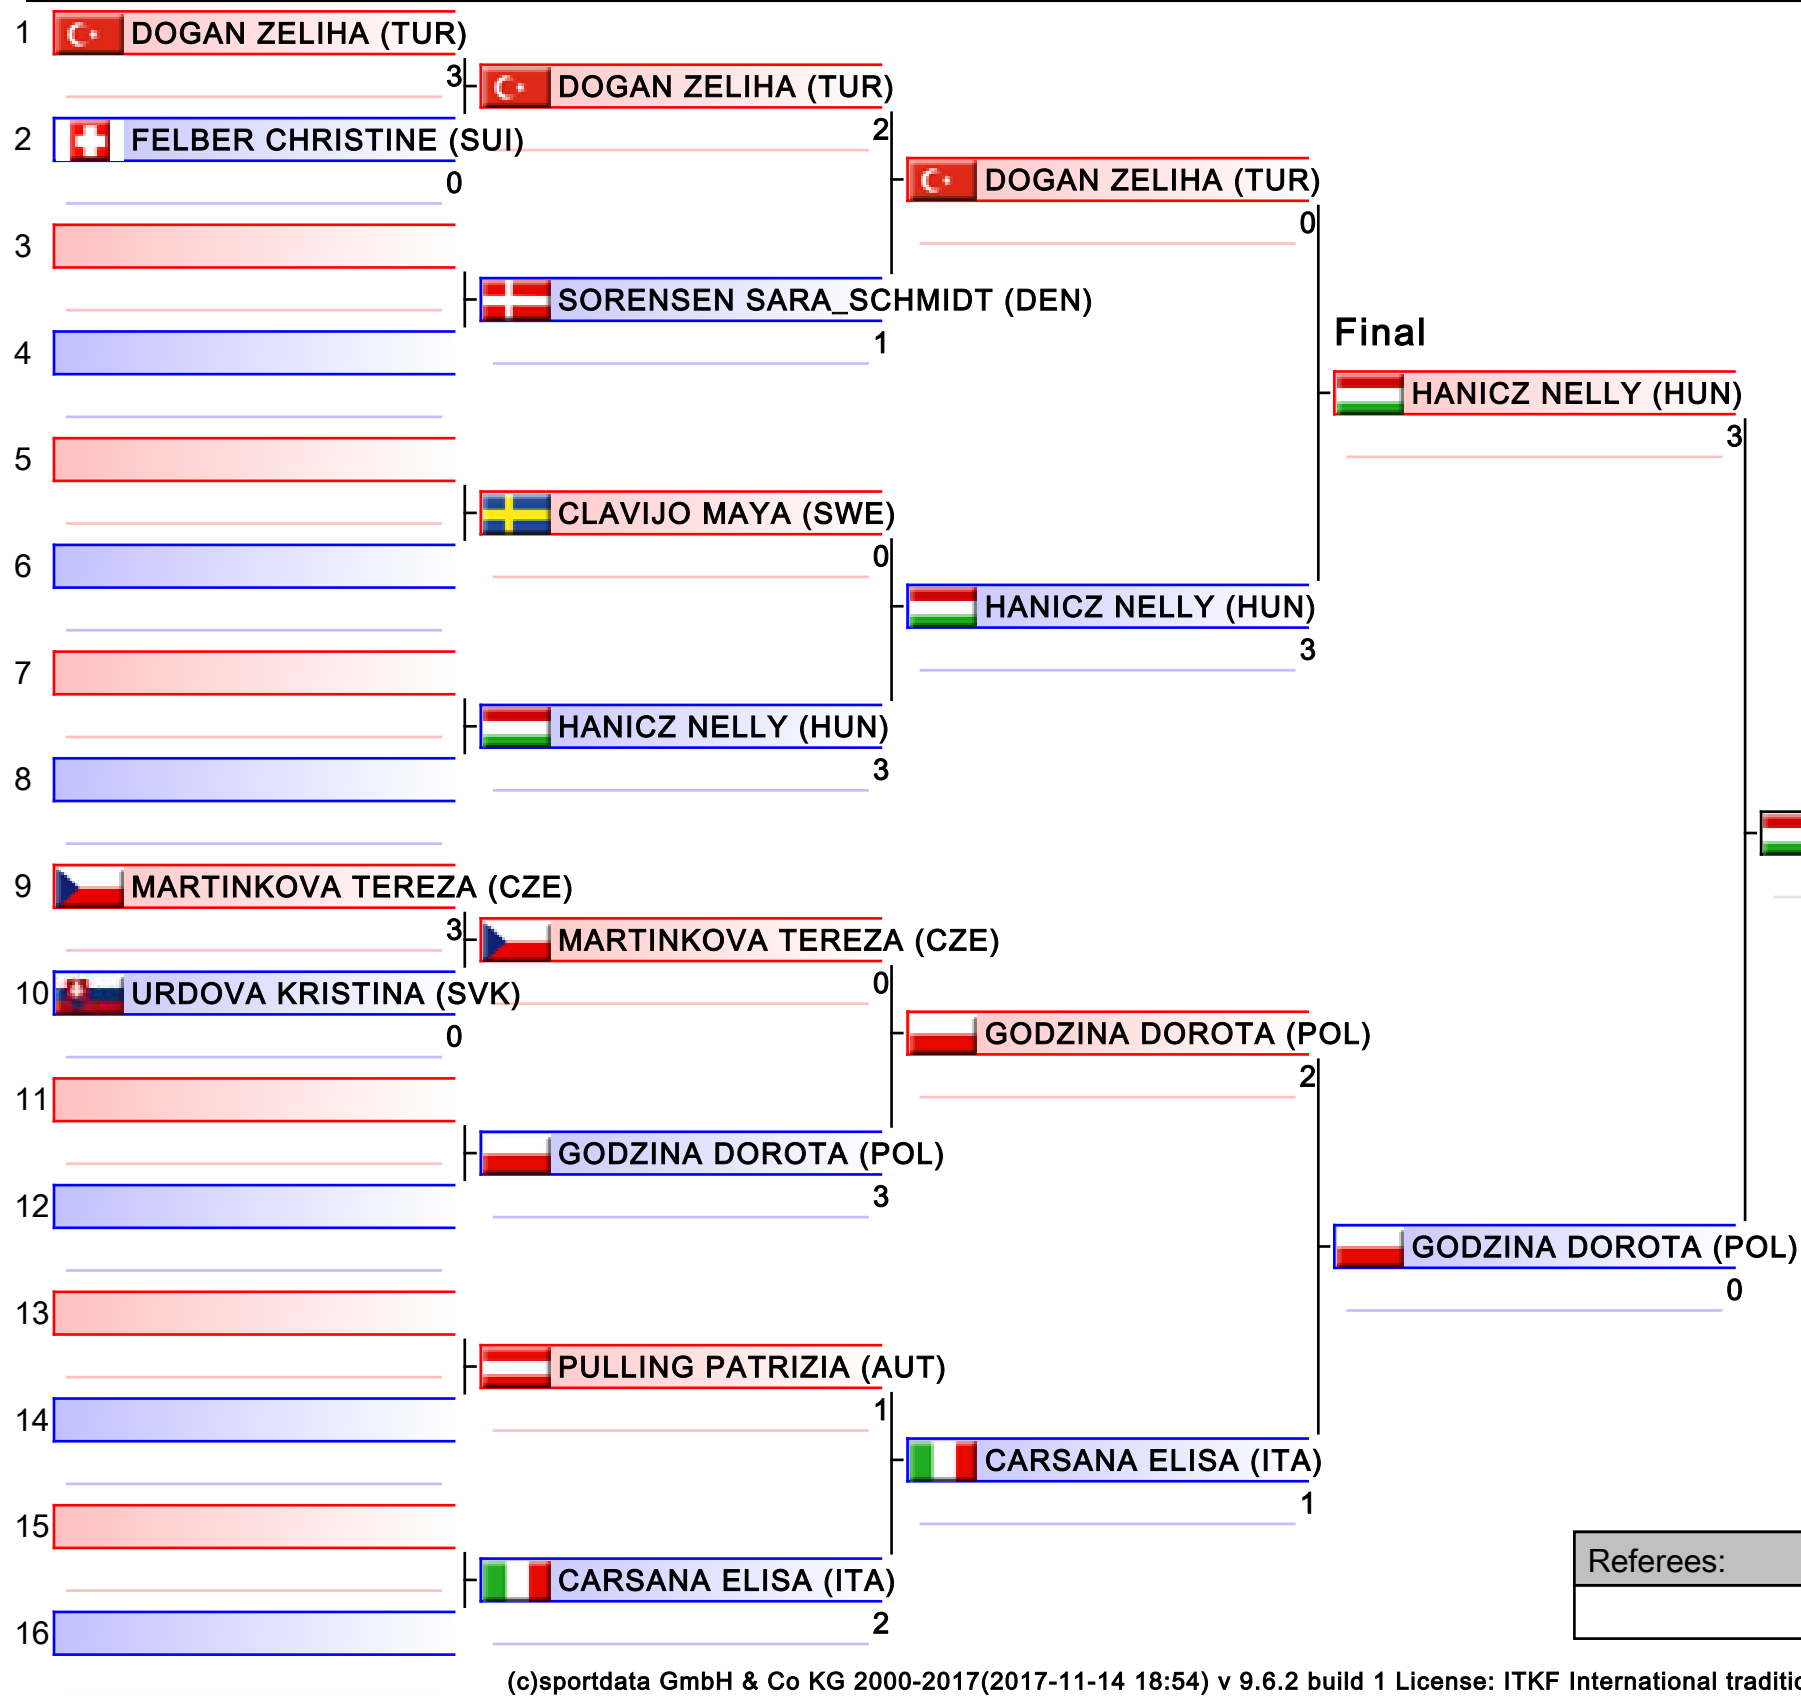 1 DOGAN ZELIHA (TUR)
3 DOGAN ZELIHA (TUR)
2 FELBER CHRISTINE (SUI)
2
0 DOGAN ZELIHA (TUR)
0
3
SORENSEN SARA_SCHMIDT (DEN)
1
4
Final
HANICZ NELLY (HUN)
3
5
CLAVIJO MAYA (SWE)
0
6
HANICZ NELLY (HUN)
3
7
HANICZ NELLY (HUN)
3
8
9 MARTINKOVA TEREZA (CZE)
3 MARTINKOVA TEREZA (CZE)
0
10 URDOVA KRISTINA (SVK)
0
GODZINA DOROTA (POL)
2
11
GODZINA DOROTA (POL)
3
12
GODZINA DOROTA (POL)
0
13
PULLING PATRIZIA (AUT)
1
14
CARSANA ELISA (ITA)
1
15
CARSANA ELISA (ITA)
2
16
Referees:
(c)sportdata GmbH & Co KG 2000-2017(2017-11-14 18:54) v 9.6.2 build 1 License: ITKF International